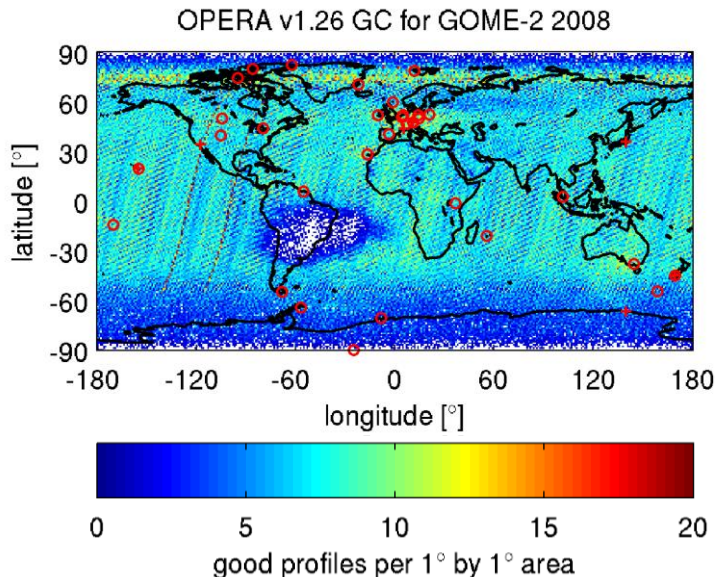 OPERA v1.26 GC for GOME-2 2008
90
60
30
0
-30
-60
-90
latitude [°]
-180 -120 -60 0 60 120 180
longitude [°]
0 5 10 15 20
good profiles per 1° by 1° area